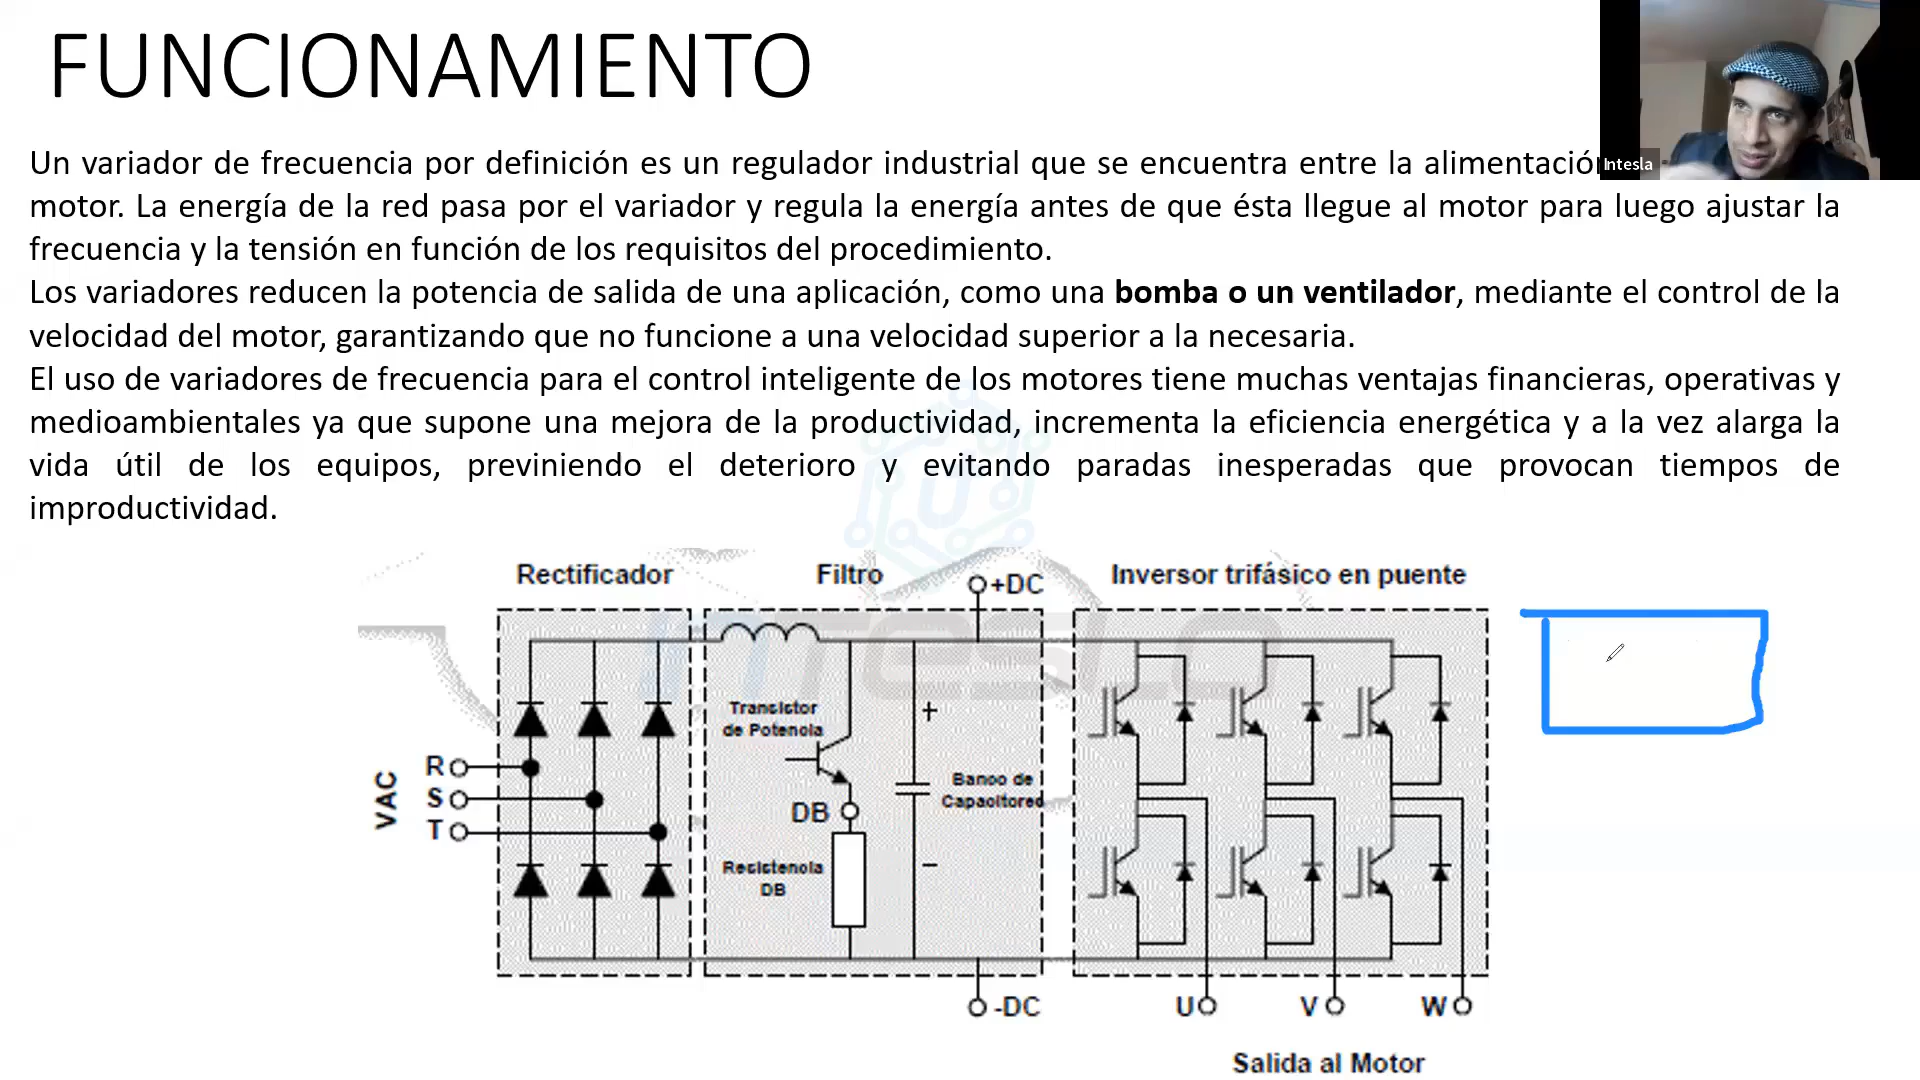 FUNCIONAMIENTO
Intesla
Un variador de frecuencia por definición es un regulador industrial que se encuentra entre la alimentación
motor. La energía de la red pasa por el variador y regula la energía antes de que ésta llegue al motor para luego ajustar la
frecuencia y la tensión en función de los requisitos del procedimiento.
Los variadores reducen la potencia de salida de una aplicación, como una bomba o un ventilador, mediante el control de la
velocidad del motor, garantizando que no funcione a una velocidad superior a la necesaria.
El uso de variadores de frecuencia para el control inteligente de los motores tiene muchas ventajas financieras, operativas y
medioambientales ya que supone una mejora de la productividad, incrementa la eficiencia energética y a la vez alarga la
vida útil de los equipos, previniendo el deterioro y evitando paradas inesperadas que provocan tiempos de
improductividad.
Rectificador
Filtro
+DC
Inversor trifásico en puente
INTESLA
Transistor
de Potencia
+
VAC
R
S
T
DB
Banco de
Capacitores
Resistencia
DB
−
-DC
U
V
W
Salida al Motor